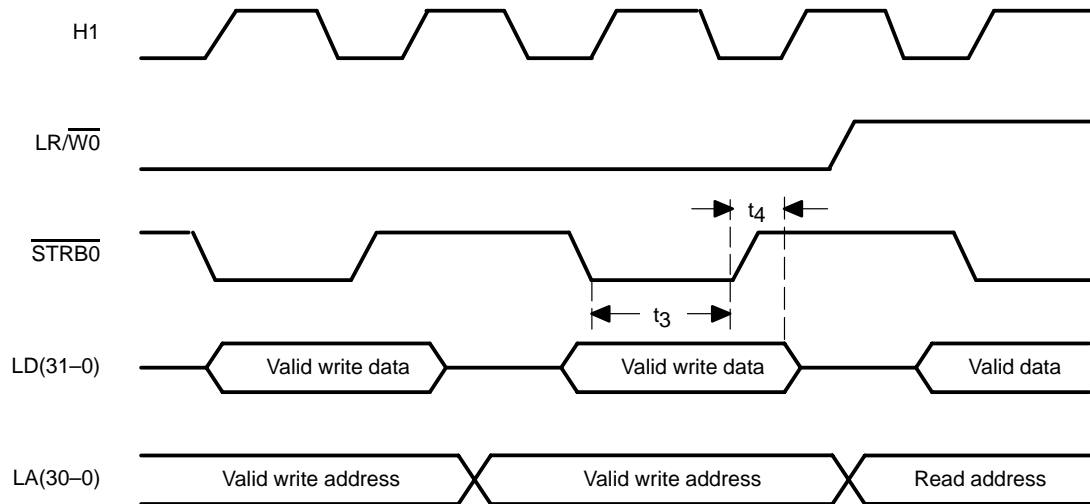 H1
LR/W0
t4
STRB0
t3
LD(31–0) Valid write data Valid write data Valid data
LA(30–0) Valid write address Valid write address Read address